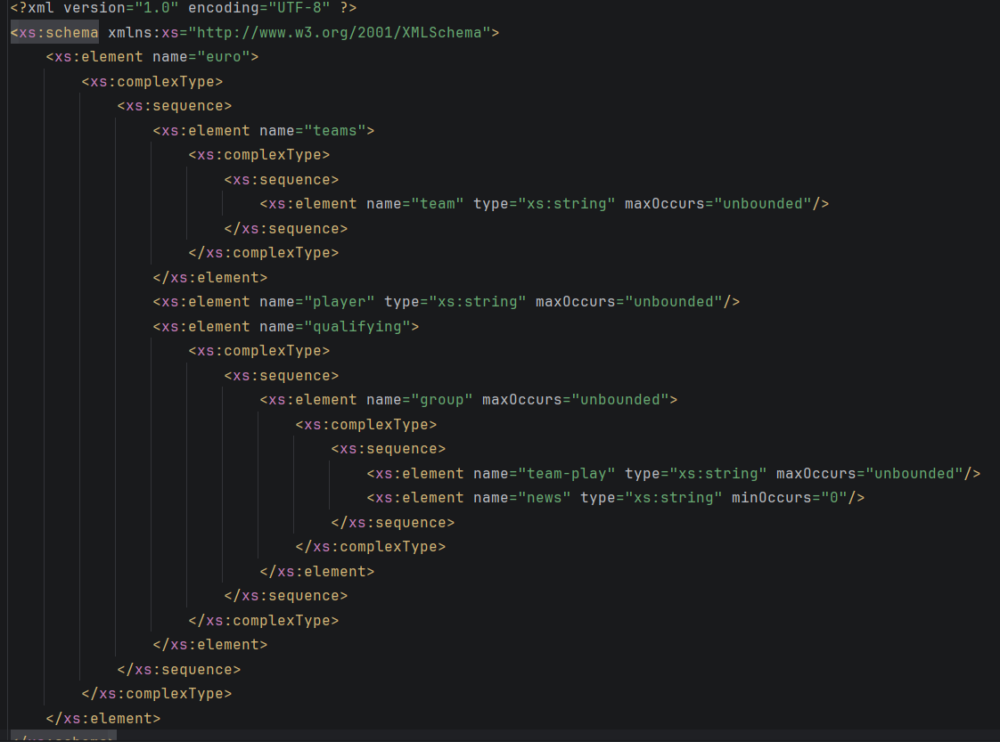 <?xml version="1.0" encoding="UTF-8" ?>
<xs:schema xmlns:xs="http://www.w3.org/2001/XMLSchema">
    <xs:element name="euro">
        <xs:complexType>
            <xs:sequence>
                <xs:element name="teams">
                    <xs:complexType>
                        <xs:sequence>
                            <xs:element name="team" type="xs:string" maxOccurs="unbounded"/>
                        </xs:sequence>
                    </xs:complexType>
                </xs:element>
                <xs:element name="player" type="xs:string" maxOccurs="unbounded"/>
                <xs:element name="qualifying">
                    <xs:complexType>
                        <xs:sequence>
                            <xs:element name="group" maxOccurs="unbounded">
                                <xs:complexType>
                                    <xs:sequence>
                                        <xs:element name="team-play" type="xs:string" maxOccurs="unbounded"/>
                                        <xs:element name="news" type="xs:string" minOccurs="0"/>
                                    </xs:sequence>
                                </xs:complexType>
                            </xs:element>
                        </xs:sequence>
                    </xs:complexType>
                </xs:element>
            </xs:sequence>
        </xs:complexType>
    </xs:element>